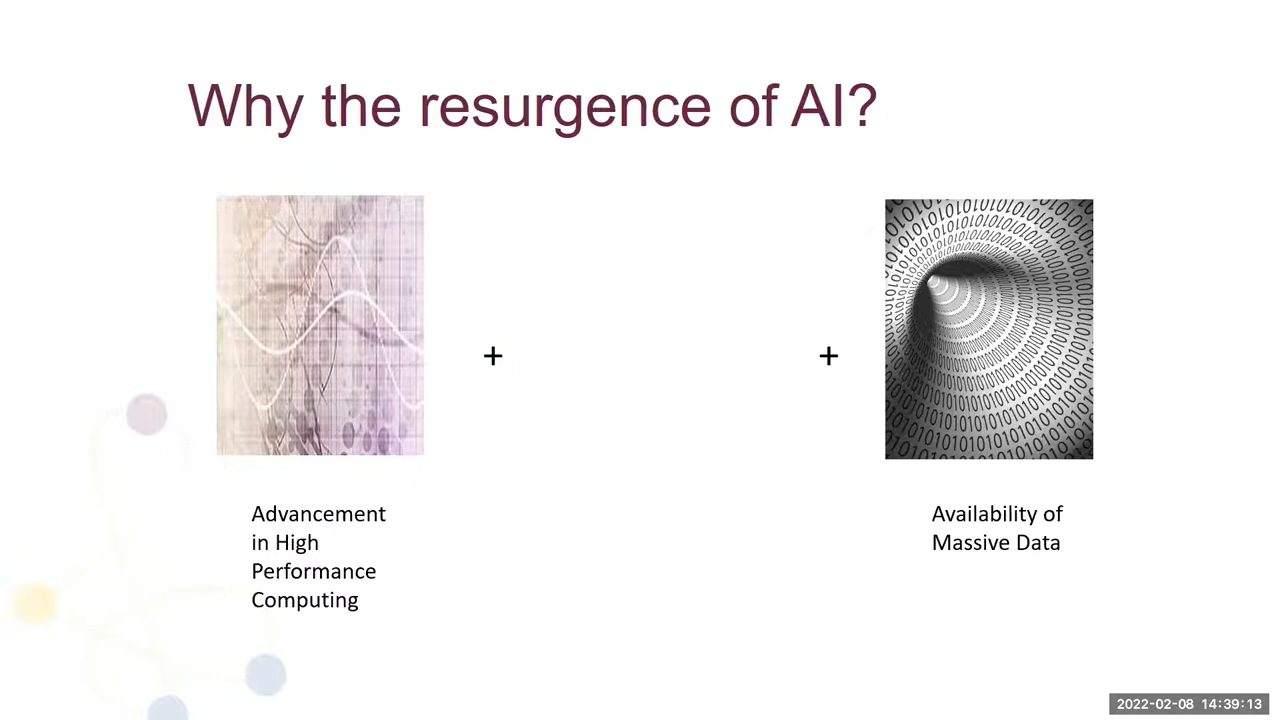 Why the resurgence of AI?
+
+
Advancement
in High
Performance
Computing
Availability of
Massive Data
2022-02-08 14:39:13